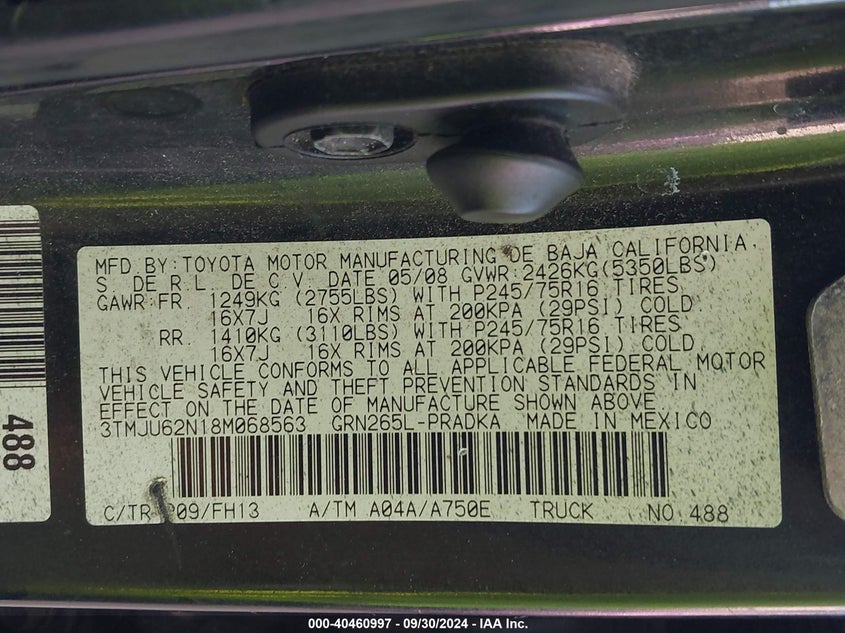 MFD. BY: TOYOTA MOTOR MANUFACTURING DE BAJA CALIFORNIA,
S. DE R.L. DE C.V. DATE 05/08 GVWR:2426KG(5350LBS)
GAWR:FR 1249KG (2755LBS) WITH P245/75R16 TIRES
16X7J 16X RIMS AT 200KPA (29PSI) COLD
RR. 1410KG (3110LBS) WITH P245/75R16 TIRES
16X7J 16X RIMS AT 200KPA (29PSI) COLD
THIS VEHICLE CONFORMS TO ALL APPLICABLE FEDERAL MOTOR
VEHICLE SAFETY AND THEFT PREVENTION STANDARDS IN
EFFECT ON THE DATE OF MANUFACTURE SHOWN ABOVE.
3TMJU62N18M068563 GRN265L-PRADKA MADE IN MEXICO
C/TR 209/FH13 A/TM A04A/A750E TRUCK NO.488
488
000-40460997 - 09/30/2024 - IAA Inc.